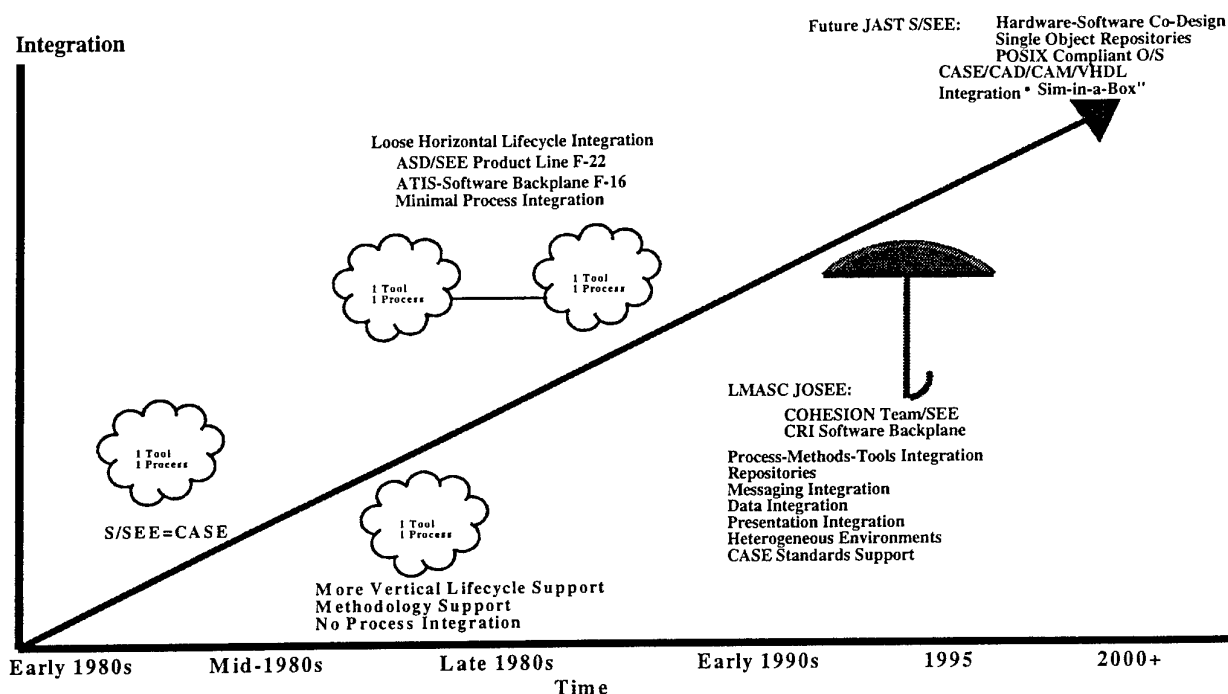 Integration
Future JAST S/SEE: Hardware-Software Co-Design
Single Object Repositories
POSIX Compliant O/S
CASE/CAD/CAM/VHDL
Integration " Sim-in-a-Box"
Loose Horizontal Lifecycle Integration
ASD/SEE Product Line F-22
ATIS-Software Backplane F-16
Minimal Process Integration
1 Tool
1 Process
1 Tool
1 Process
1 Tool
1 Process
S/SEE=CASE
1 Tool
1 Process
More Vertical Lifecycle Support
Methodology Support
No Process Integration
LMASC JOSEE:
COHESION Team/SEE
CRI Software Backplane
Process-Methods-Tools Integration
Repositories
Messaging Integration
Data Integration
Presentation Integration
Heterogeneous Environments
CASE Standards Support
Early 1980s Mid-1980s Late 1980s Early 1990s 1995 2000+
Time